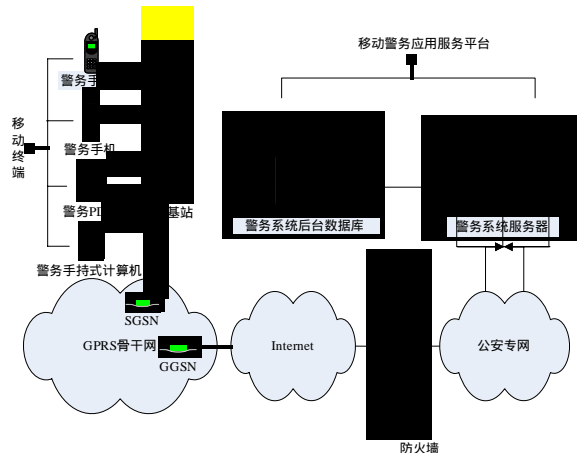 移动警务应用服务平台
警务手
移动终端
警务手机
警务PD
基站
警务系统后台数据库
警务系统服务器
警务手持式计算机
SGSN
GPRS骨干网
GGSN
Internet
公安专网
防火墙